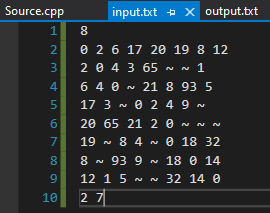 Source.cpp input.txt output.txt
1 8
2 0 2 6 17 20 19 8 12
3 2 0 4 3 65 ~ ~ 1
4 6 4 0 ~ 21 8 93 5
5 17 3 ~ 0 2 4 9 ~
6 20 65 21 2 0 ~ ~ ~
7 19 ~ 8 4 ~ 0 18 32
8 8 ~ 93 9 ~ 18 0 14
9 12 1 5 ~ ~ 32 14 0
10 2 7